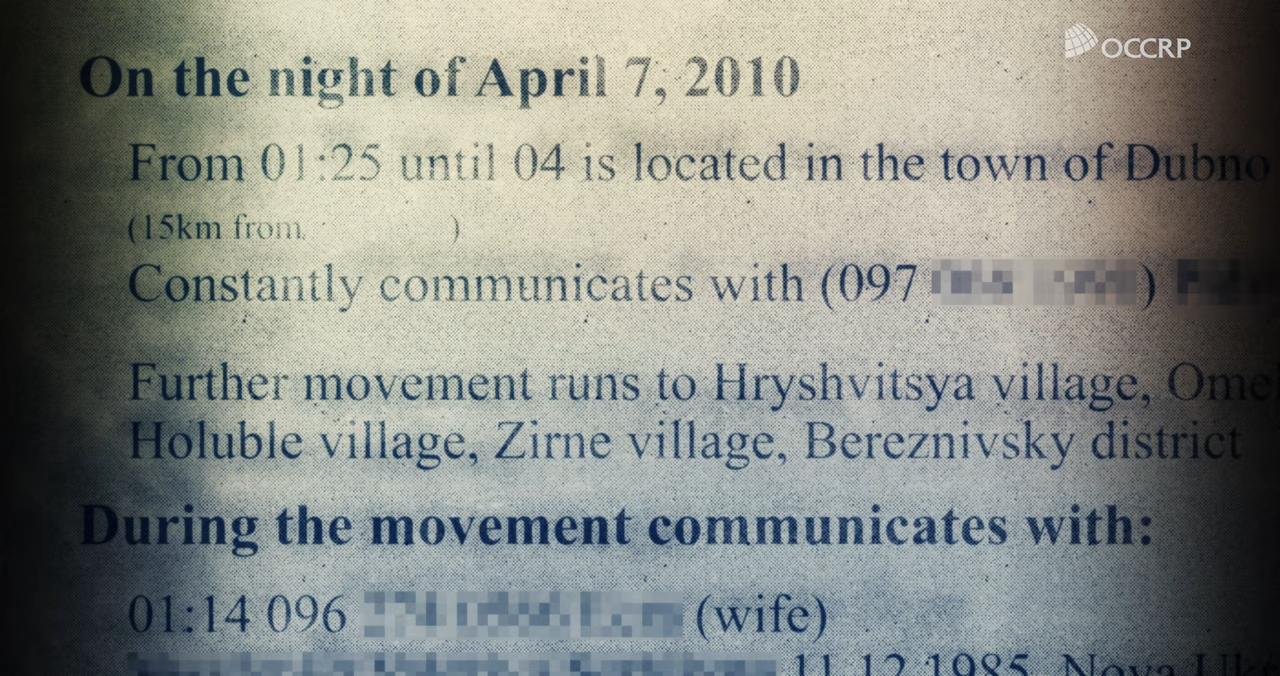 OCCRP
On the night of April 7, 2010
From 01:25 until 04 is located in the town of Dubno
(15km from. )
Constantly communicates with (097 )
Further movement runs to Hryshvitsya village,
Holuble village, Zirne village, Bereznivsky district
During the movement communicates with:
01:14 096 (wife)
11.12.1985, Nova